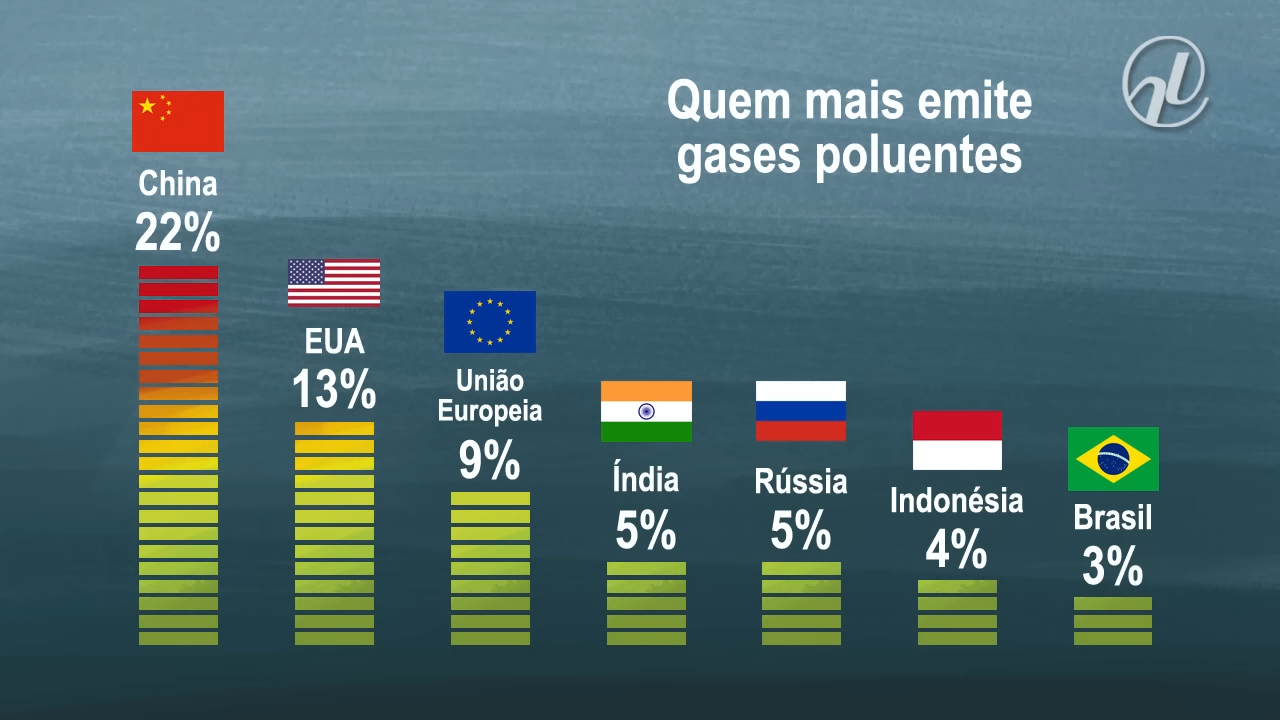 Quem mais emite
gases poluentes
China
22%
EUA
13%
União
Europeia
9%
Índia
5%
Rússia
5%
Indonésia
4%
Brasil
3%